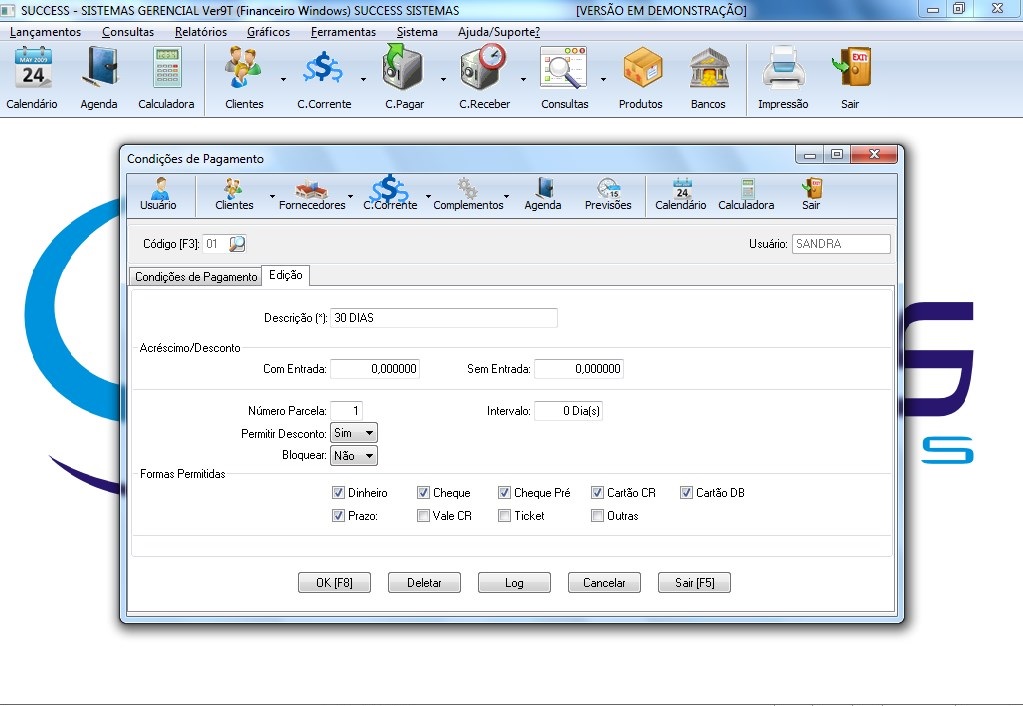 SUCCESS - SISTEMAS GERENCIAL Ver9T (Financeiro Windows) SUCCESS SISTEMAS [VERSÃO EM DEMONSTRAÇÃO]
Lançamentos Consultas Relatórios Gráficos Ferramentas Sistema Ajuda/Suporte?
MAY 2009
24
EXIT
Calendário Agenda Calculadora Clientes C.Corrente C.Pagar C.Receber Consultas Produtos Bancos Impressão Sair
Condições de Pagamento
15
24
Usuário Clientes Fornecedores C.Corrente Complementos Agenda Previsões Calendário Calculadora Sair
Código [F3]: 01 Usuário: SANDRA
Condições de Pagamento Edição
Descrição (*): 30 DIAS
Acréscimo/Desconto
Com Entrada: 0,000000 Sem Entrada: 0,000000
Número Parcela: 1 Intervalo: 0 Dia(s)
Permitir Desconto: Sim
Bloquear: Não
Formas Permitidas
Dinheiro Cheque Cheque Pré Cartão CR Cartão DB
Prazo: Vale CR Ticket Outras
OK [F8] Deletar Log Cancelar Sair [F5]
S
S